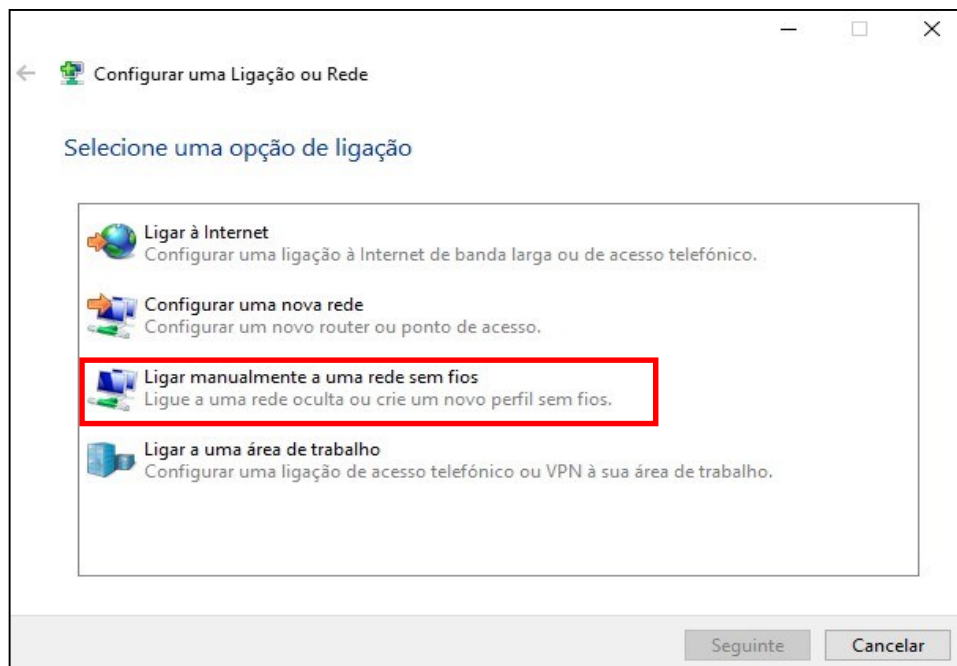 Configurar uma Ligação ou Rede
Selecione uma opção de ligação
Ligar à Internet
Configurar uma ligação à Internet de banda larga ou de acesso telefónico.
Configurar uma nova rede
Configurar um novo router ou ponto de acesso.
Ligar manualmente a uma rede sem fios
Ligue a uma rede oculta ou crie um novo perfil sem fios.
Ligar a uma área de trabalho
Configurar uma ligação de acesso telefónico ou VPN à sua área de trabalho.
Seguinte
Cancelar